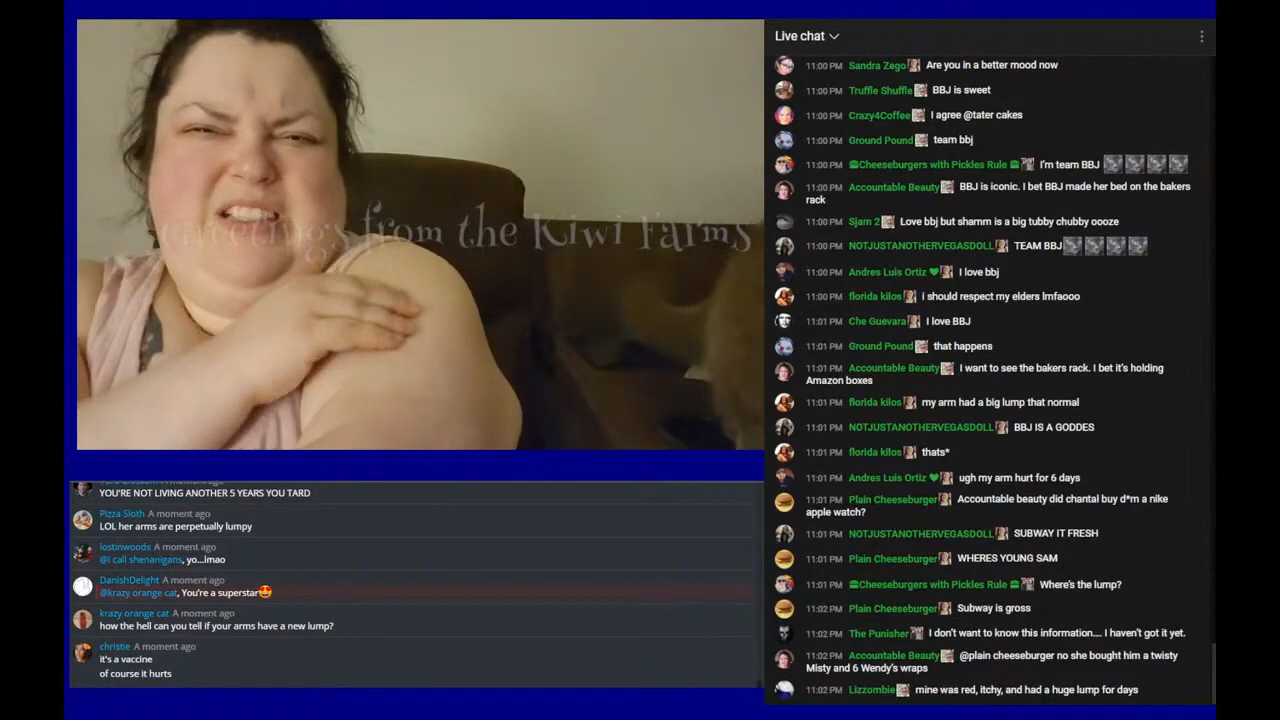 Greetings from the Kiwi Farms
A moment ago
YOU'RE NOT LIVING ANOTHER 5 YEARS YOU TARD
Pizza Sloth A moment ago
LOL her arms are perpetually lumpy
lostinwoods A moment ago
@I call shenanigans, yo...lmao
DanishDelight A moment ago
@krazy orange cat, You're a superstar🤩
krazy orange cat A moment ago
how the hell can you tell if your arms have a new lump?
christie A moment ago
it's a vaccine
of course it hurts
Live chat
11:00 PM Sandra Zego Are you in a better mood now
11:00 PM Truffle Shuffle BBJ is sweet
11:00 PM Crazy4Coffee I agree @tater cakes
11:00 PM Ground Pound team bbj
11:00 PM 🍔Cheeseburgers with Pickles Rule 🍔 I'm team BBJ
11:00 PM Accountable Beauty BBJ is iconic. I bet BBJ made her bed on the bakers
rack
11:00 PM Sjam 2 Love bbj but shamm is a big tubby chubby oooze
11:00 PM NOTJUSTANOTHERVEGASDOLL TEAM BBJ
11:00 PM Andres Luis Ortiz 💚 I love bbj
11:00 PM florida kilos i should respect my elders lmfaooo
11:01 PM Che Guevara I love BBJ
11:01 PM Ground Pound that happens
11:01 PM Accountable Beauty I want to see the bakers rack. I bet it's holding
Amazon boxes
11:01 PM florida kilos my arm had a big lump that normal
11:01 PM NOTJUSTANOTHERVEGASDOLL BBJ IS A GODDES
11:01 PM florida kilos thats*
11:01 PM Andres Luis Ortiz 💚 ugh my arm hurt for 6 days
11:01 PM Plain Cheeseburger Accountable beauty did chantal buy d*m a nike
apple watch?
11:01 PM NOTJUSTANOTHERVEGASDOLL SUBWAY IT FRESH
11:01 PM Plain Cheeseburger WHERES YOUNG SAM
11:01 PM 🍔Cheeseburgers with Pickles Rule 🍔 Where's the lump?
11:02 PM Plain Cheeseburger Subway is gross
11:02 PM The Punisher I don't want to know this information.... I haven't got it yet.
11:02 PM Accountable Beauty @plain cheeseburger no she bought him a twisty
Misty and 6 Wendy's wraps
11:02 PM Lizzombie mine was red, itchy, and had a huge lump for days